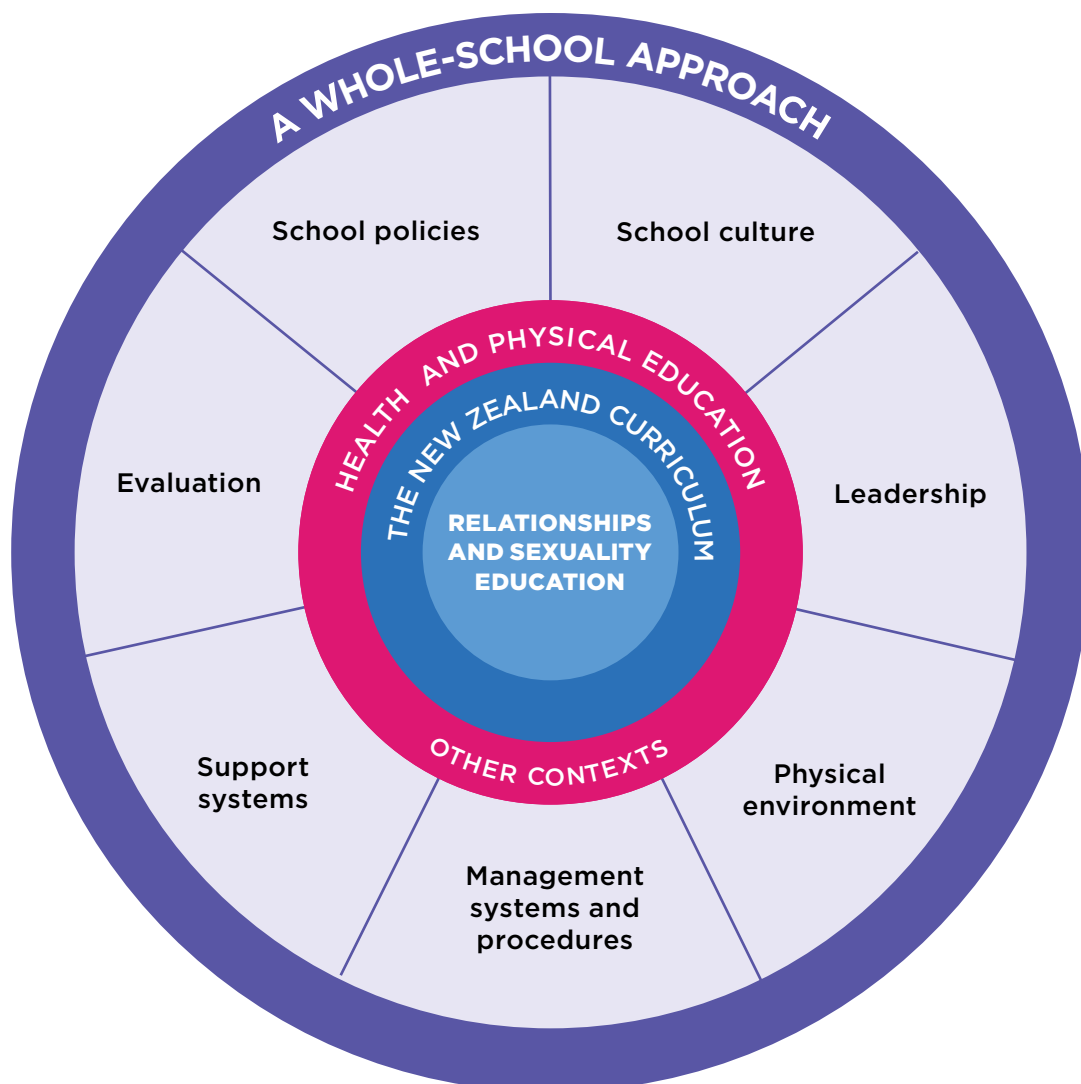 A WHOLE-SCHOOL APPROACH
School policies
School culture
HEALTH AND PHYSICAL EDUCATION
THE NEW ZEALAND CURRICULUM
Evaluation
Leadership
RELATIONSHIPS
AND SEXUALITY
EDUCATION
OTHER CONTEXTS
Support
systems
Physical
environment
Management
systems and
procedures